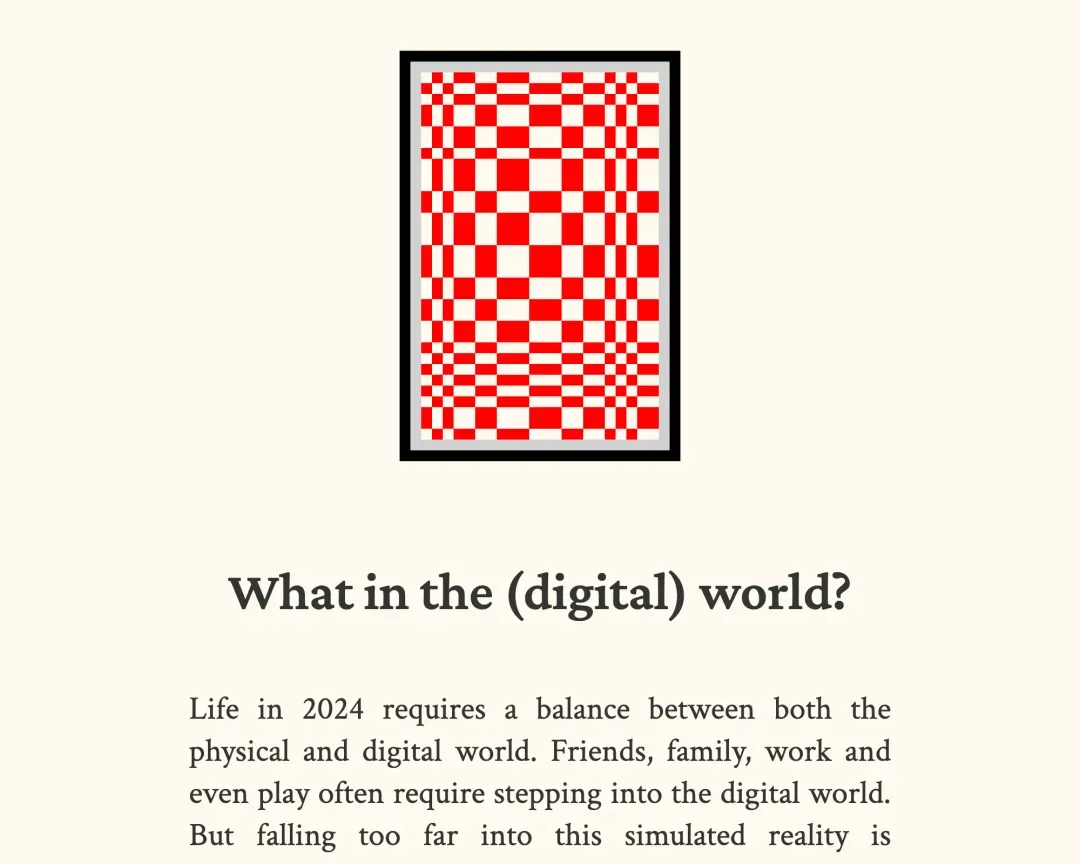 What in the (digital) world?
Life in 2024 requires a balance between both the
physical and digital world. Friends, family, work and
even play often require stepping into the digital world.
But falling too far into this simulated reality is